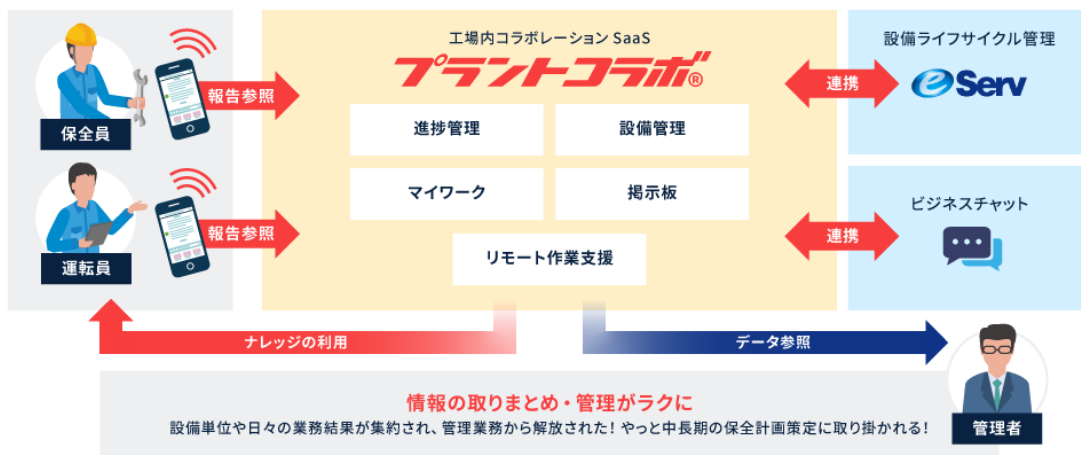 工場内コラボレーション SaaS
プラントコラボ®
進捗管理
設備管理
マイワーク
掲示板
リモート作業支援
保全員
報告参照
運転員
報告参照
連携
設備ライフサイクル管理
eServ
連携
ビジネスチャット
ナレッジの利用
データ参照
管理者
情報の取りまとめ・管理がラクに
設備単位や日々の業務結果が集約され、管理業務から解放された！やっと中長期の保全計画策定に取り掛かれる！